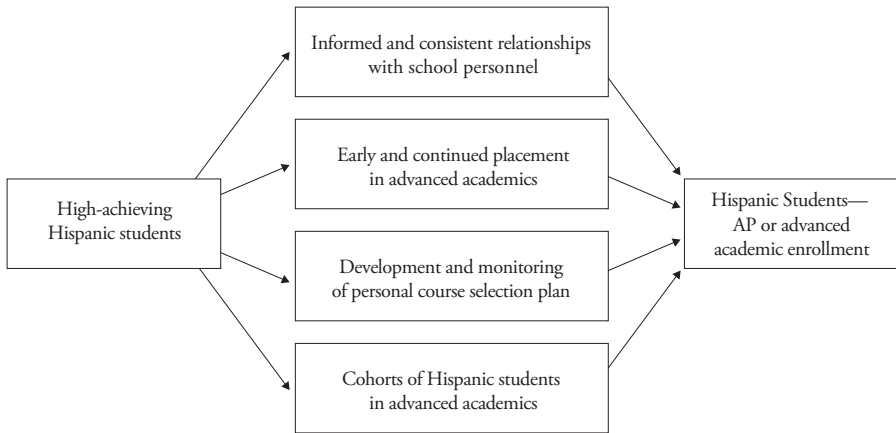 Informed and consistent relationships
with school personnel
Early and continued placement
in advanced academics
High-achieving
Hispanic students
Hispanic Students—
AP or advanced
academic enrollment
Development and monitoring
of personal course selection plan
Cohorts of Hispanic students
in advanced academics